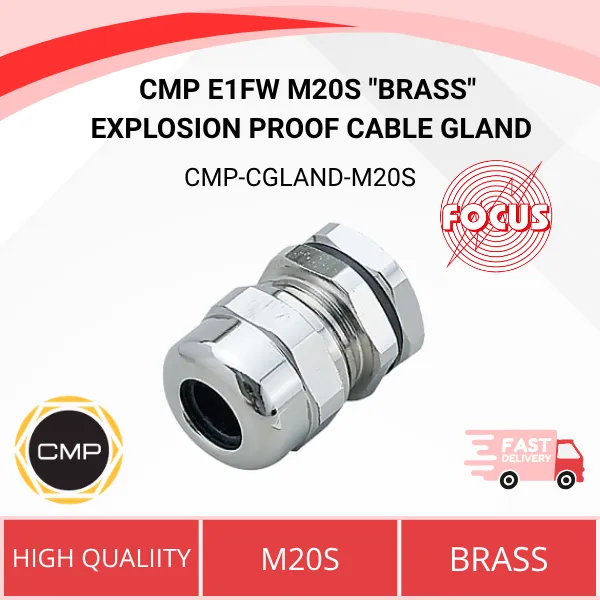 CMP E1FW M20S "BRASS"
EXPLOSION PROOF CABLE GLAND
CMP-CGLAND-M20S
FOCUS
CMP
FAST
DELIVERY
HIGH QUALIITY
M20S
BRASS